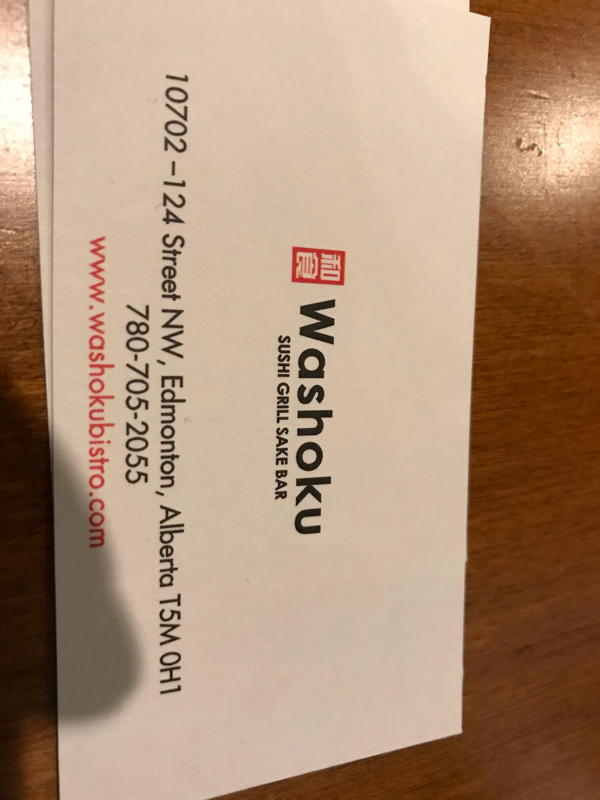 和食
Washoku
SUSHI GRILL SAKE BAR
10702 –124 Street NW, Edmonton, Alberta T5M 0H1
780-705-2055
www.washokubistro.com